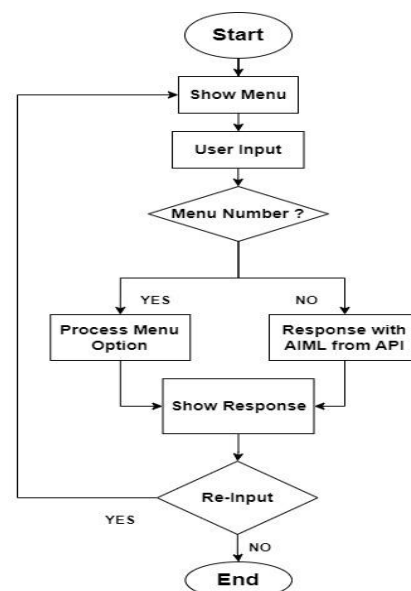 Start
Show Menu
User Input
Menu Number ?
YES
NO
Process Menu
Option
Response with
AIML from API
Show Response
Re-Input
YES
NO
End